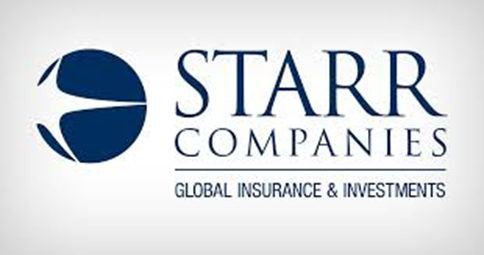 STARR
COMPANIES
GLOBAL INSURANCE & INVESTMENTS